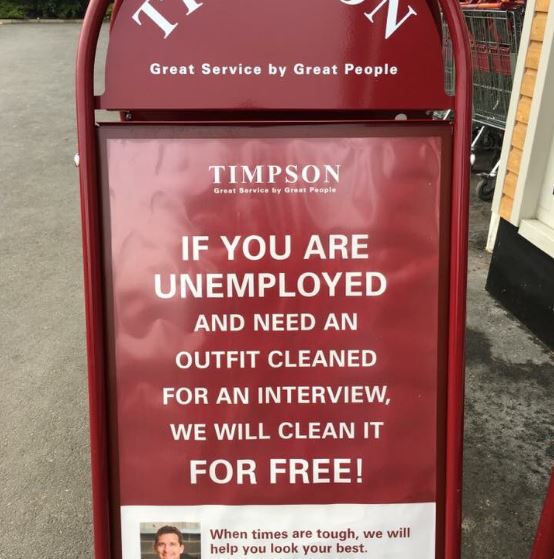 TIMPSON
Great Service by Great People
TIMPSON
Great Service by Great People
IF YOU ARE
UNEMPLOYED
AND NEED AN
OUTFIT CLEANED
FOR AN INTERVIEW,
WE WILL CLEAN IT
FOR FREE!
When times are tough, we will
help you look your best.